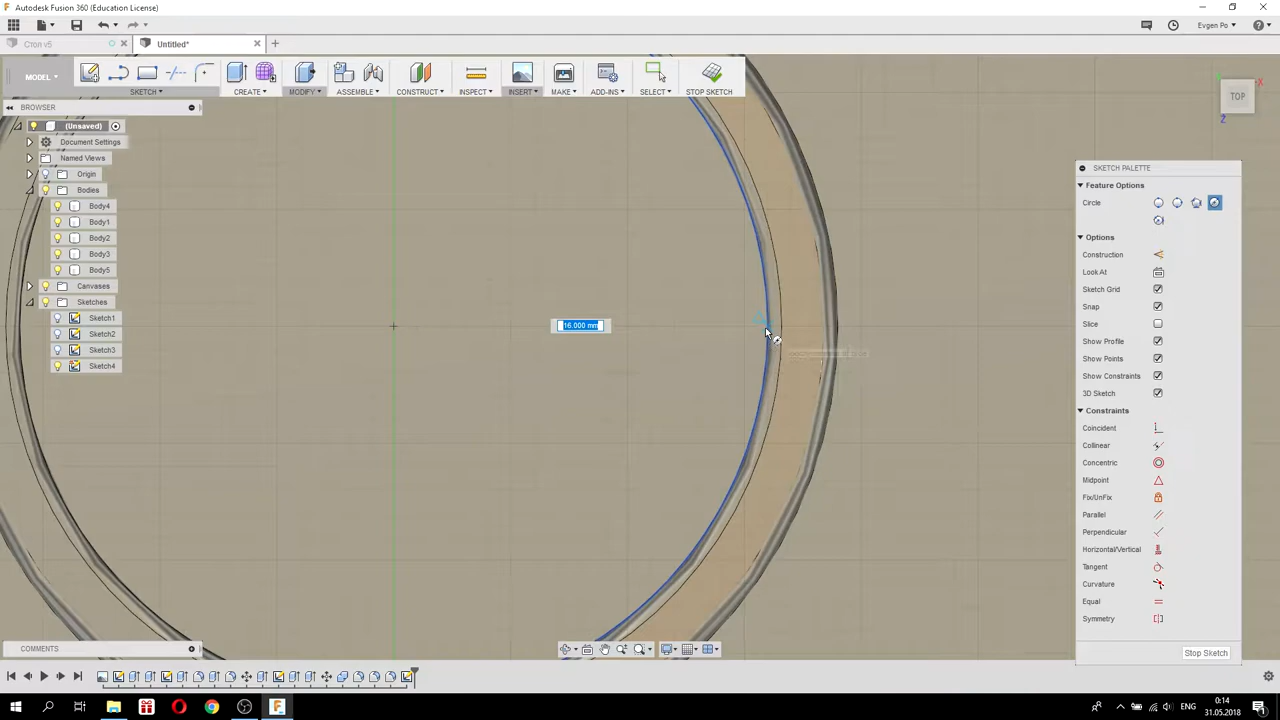 Autodesk Fusion 360 (Education License)
Evgen Po
Стол v5
Untitled*
MODEL
SKETCH
CREATE
MODIFY
ASSEMBLE
CONSTRUCT
INSPECT
INSERT
MAKE
ADD-INS
SELECT
STOP SKETCH
TOP
X
Z
BROWSER
(Unsaved)
Document Settings
Named Views
Origin
Bodies
Body4
Body1
Body2
Body3
Body5
Canvases
Sketches
Sketch1
Sketch2
Sketch3
Sketch4
16.000 mm
SKETCH PALETTE
Feature Options
Circle
Options
Construction
Look At
Sketch Grid
Snap
Slice
Show Profile
Show Points
Show Constraints
3D Sketch
Constraints
Coincident
Collinear
Concentric
Midpoint
Fix/UnFix
Parallel
Perpendicular
Horizontal/Vertical
Tangent
Curvature
Equal
Symmetry
Stop Sketch
COMMENTS
ENG
0:14
31.05.2018